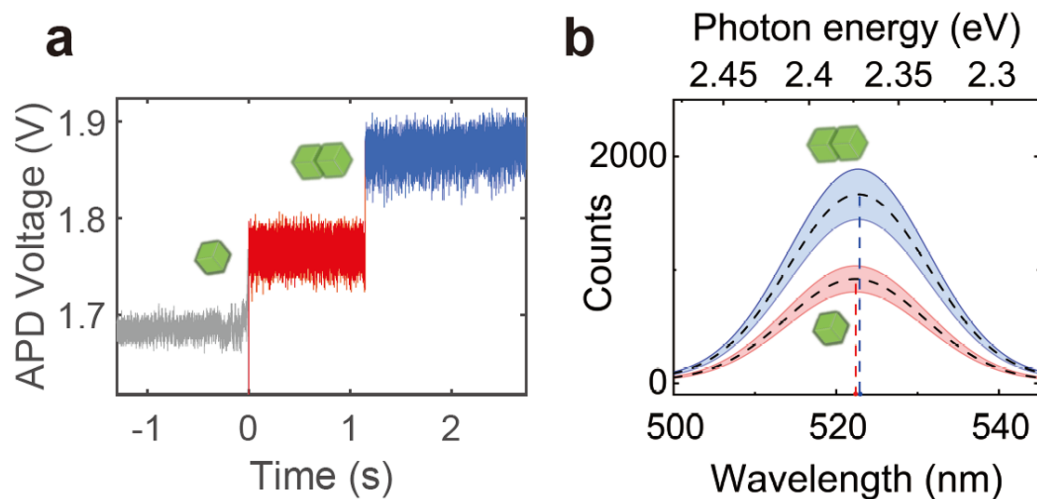 a
APD Voltage (V)
1.9
1.8
1.7
-1 0 1 2
Time (s)
b
Photon energy (eV)
2.45 2.4 2.35 2.3
Counts
2000
0
500 520 540
Wavelength (nm)